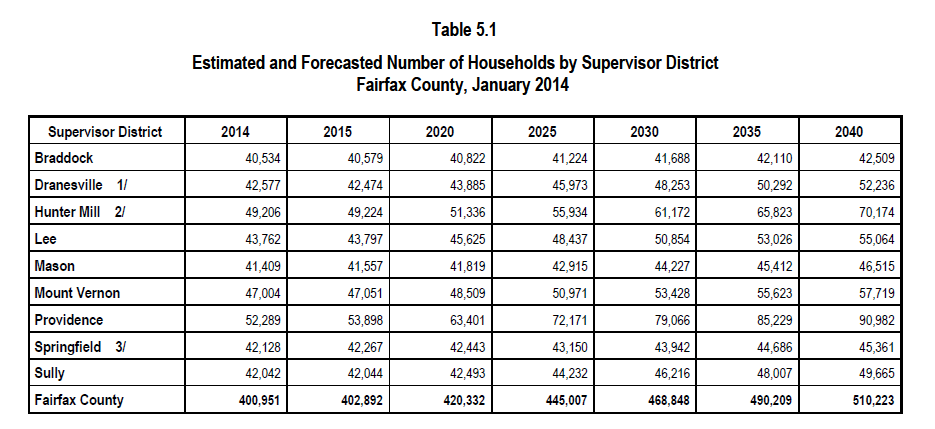 Table 5.1
Estimated and Forecasted Number of Households by Supervisor District
Fairfax County, January 2014
Supervisor District 2014 2015 2020 2025 2030 2035 2040
Braddock 40,534 40,579 40,822 41,224 41,688 42,110 42,509
Dranesville 1/ 42,577 42,474 43,885 45,973 48,253 50,292 52,236
Hunter Mill 2/ 49,206 49,224 51,336 55,934 61,172 65,823 70,174
Lee 43,762 43,797 45,625 48,437 50,854 53,026 55,064
Mason 41,409 41,557 41,819 42,915 44,227 45,412 46,515
Mount Vernon 47,004 47,051 48,509 50,971 53,428 55,623 57,719
Providence 52,289 53,898 63,401 72,171 79,066 85,229 90,982
Springfield 3/ 42,128 42,267 42,443 43,150 43,942 44,686 45,361
Sully 42,042 42,044 42,493 44,232 46,216 48,007 49,665
Fairfax County 400,951 402,892 420,332 445,007 468,848 490,209 510,223